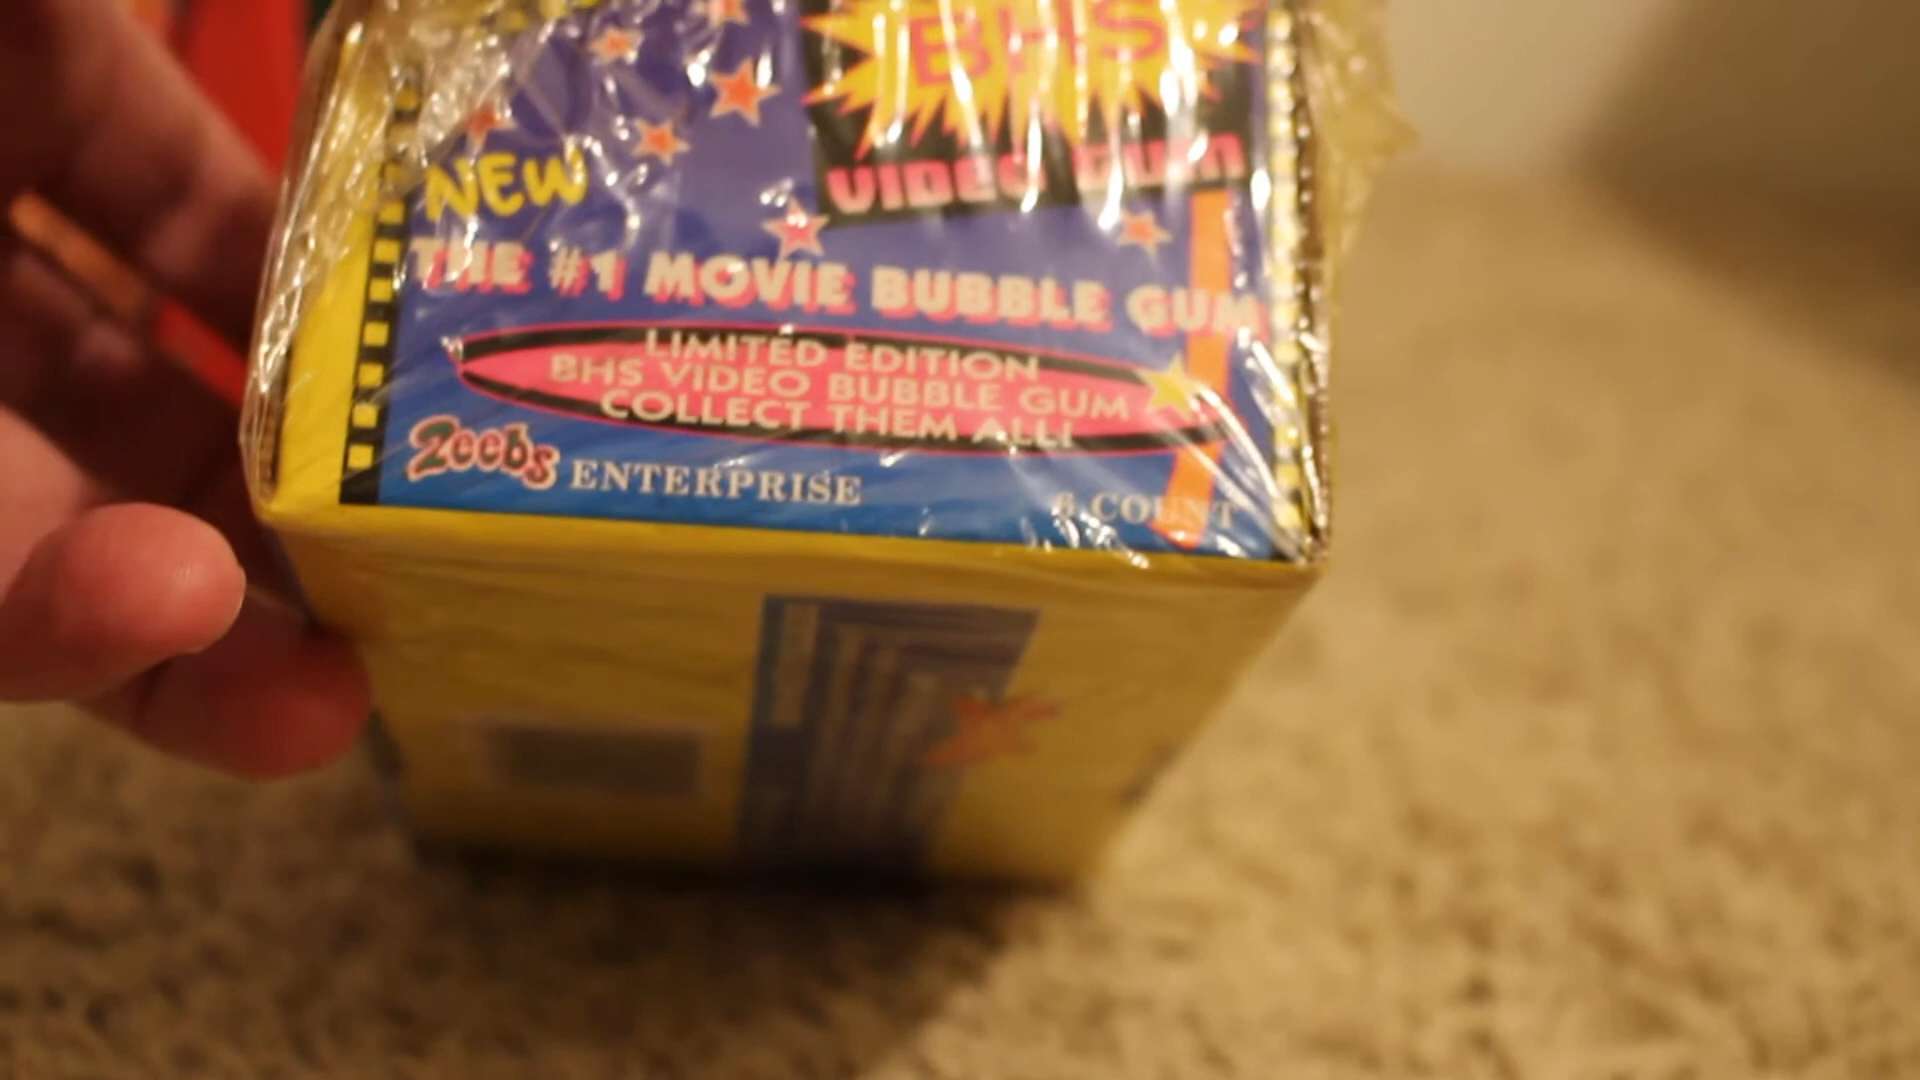 BHS
VIDEO GUM
NEW
THE #1 MOVIE BUBBLE GUM
LIMITED EDITION
BHS VIDEO BUBBLE GUM
COLLECT THEM ALL!
Zeebs ENTERPRISE
6 COUNT